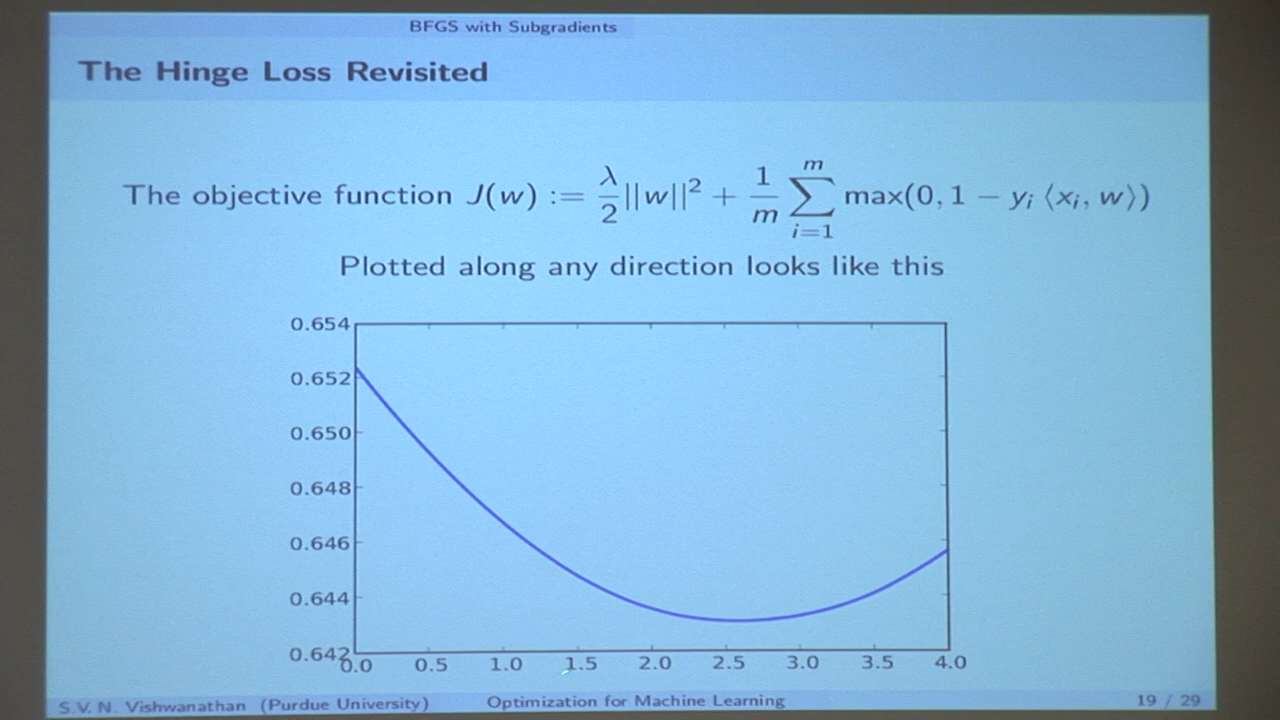 BFGS with Subgradients
The Hinge Loss Revisited
The objective function J(w) := λ/2 ||w||² + 1/m ∑_{i=1}^{m} max(0, 1 − y_i ⟨x_i, w⟩)
Plotted along any direction looks like this
0.654
0.652
0.650
0.648
0.646
0.644
0.642
0.0 0.5 1.0 1.5 2.0 2.5 3.0 3.5 4.0
S.V. N. Vishwanathan (Purdue University) Optimization for Machine Learning 19 / 29